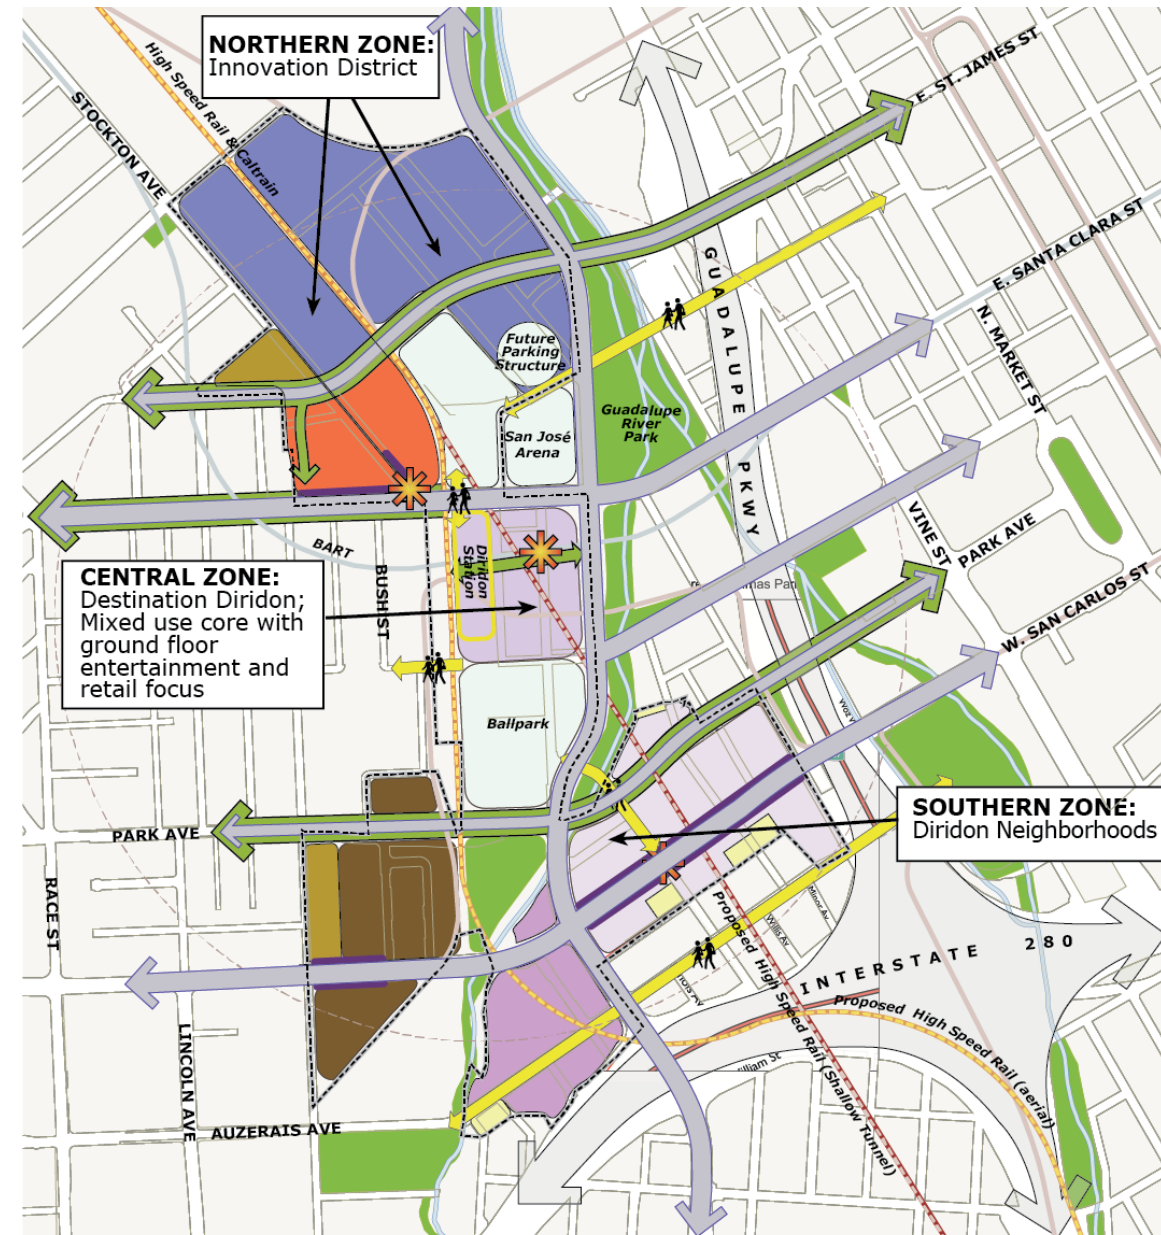 NORTHERN ZONE:
Innovation District
High Speed Rail & Caltrain
STOCKTON AVE
E. ST. JAMES ST
E. SANTA CLARA ST
GUADALUPE PKWY
N. MARKET ST
Future
Parking
Structure
Guadalupe
River
Park
San José
Arena
VINE ST
PARK AVE
W. SAN CARLOS ST
BART
BUSH ST
Diridon
Station
CENTRAL ZONE:
Destination Diridon;
Mixed use core with
ground floor
entertainment and
retail focus
Ballpark
SOUTHERN ZONE:
Diridon Neighborhoods
PARK AVE
RACE ST
Minor Av
Willis Av
INTERSTATE 280
Proposed High Speed Rail (Shallow Tunnel)
Proposed High Speed Rail (aerial)
LINCOLN AVE
AUZERAIS AVE